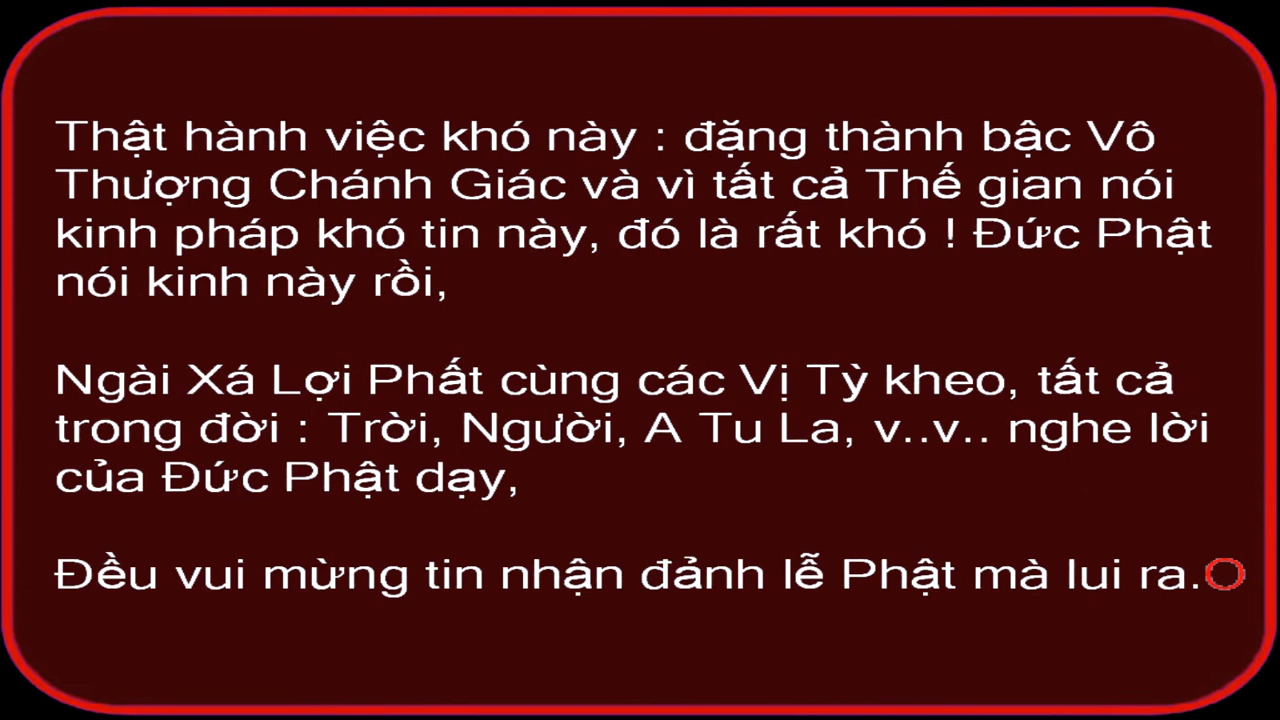 Thật hành việc khó này : đặng thành bậc Vô
Thượng Chánh Giác và vì tất cả Thế gian nói
kinh pháp khó tin này, đó là rất khó ! Đức Phật
nói kinh này rồi,
Ngài Xá Lợi Phất cùng các Vị Tỳ kheo, tất cả
trong đời : Trời, Người, A Tu La, v..v.. nghe lời
của Đức Phật dạy,
Đều vui mừng tin nhận đảnh lễ Phật mà lui ra.O